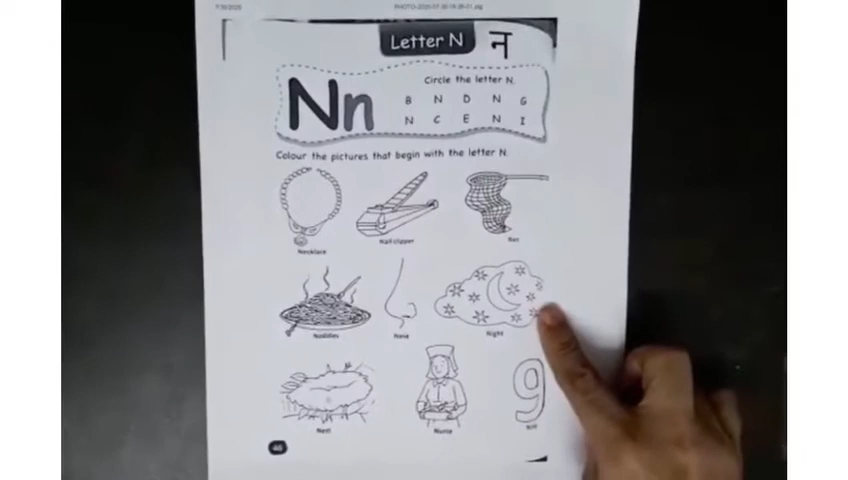 Letter N न
Nn
Circle the letter N.
B N D N G
N C E N I
Colour the pictures that begin with the letter N.
Necklace
Nail clipper
Net
Noodles
Nose
Night
Nest
Nurse
9
46